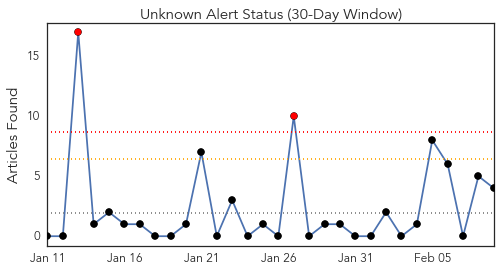 Unknown Alert Status (30-Day Window)
Articles Found
15
10
5
0
Jan 11 Jan 16 Jan 21 Jan 26 Jan 31 Feb 05